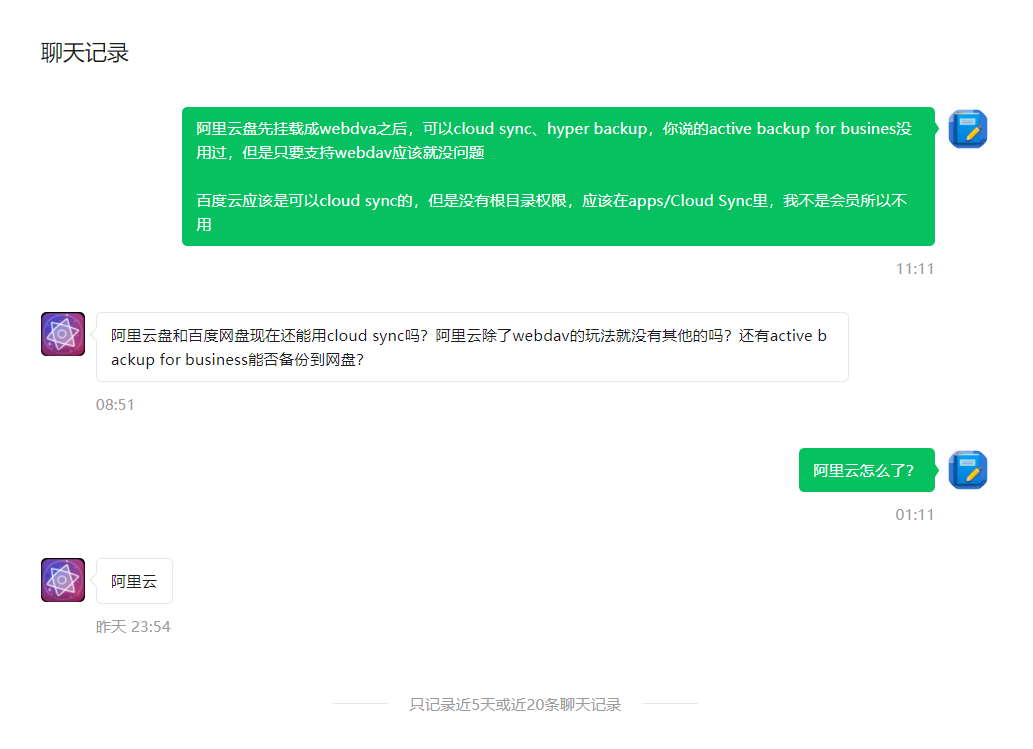 聊天记录
阿里云盘先挂载成webdva之后，可以cloud sync、hyper backup，你说的active backup for busines没
用过，但是只要支持webdav应该就没问题
百度云应该是可以cloud sync的，但是没有根目录权限，应该在apps/Cloud Sync里，我不是会员所以不
用
11:11
阿里云盘和百度网盘现在还能用cloud sync吗？阿里云除了webdav的玩法就没有其他的吗？还有active b
ackup for business能否备份到网盘？
08:51
阿里云怎么了？
01:11
阿里云
昨天 23:54
只记录近5天或近20条聊天记录